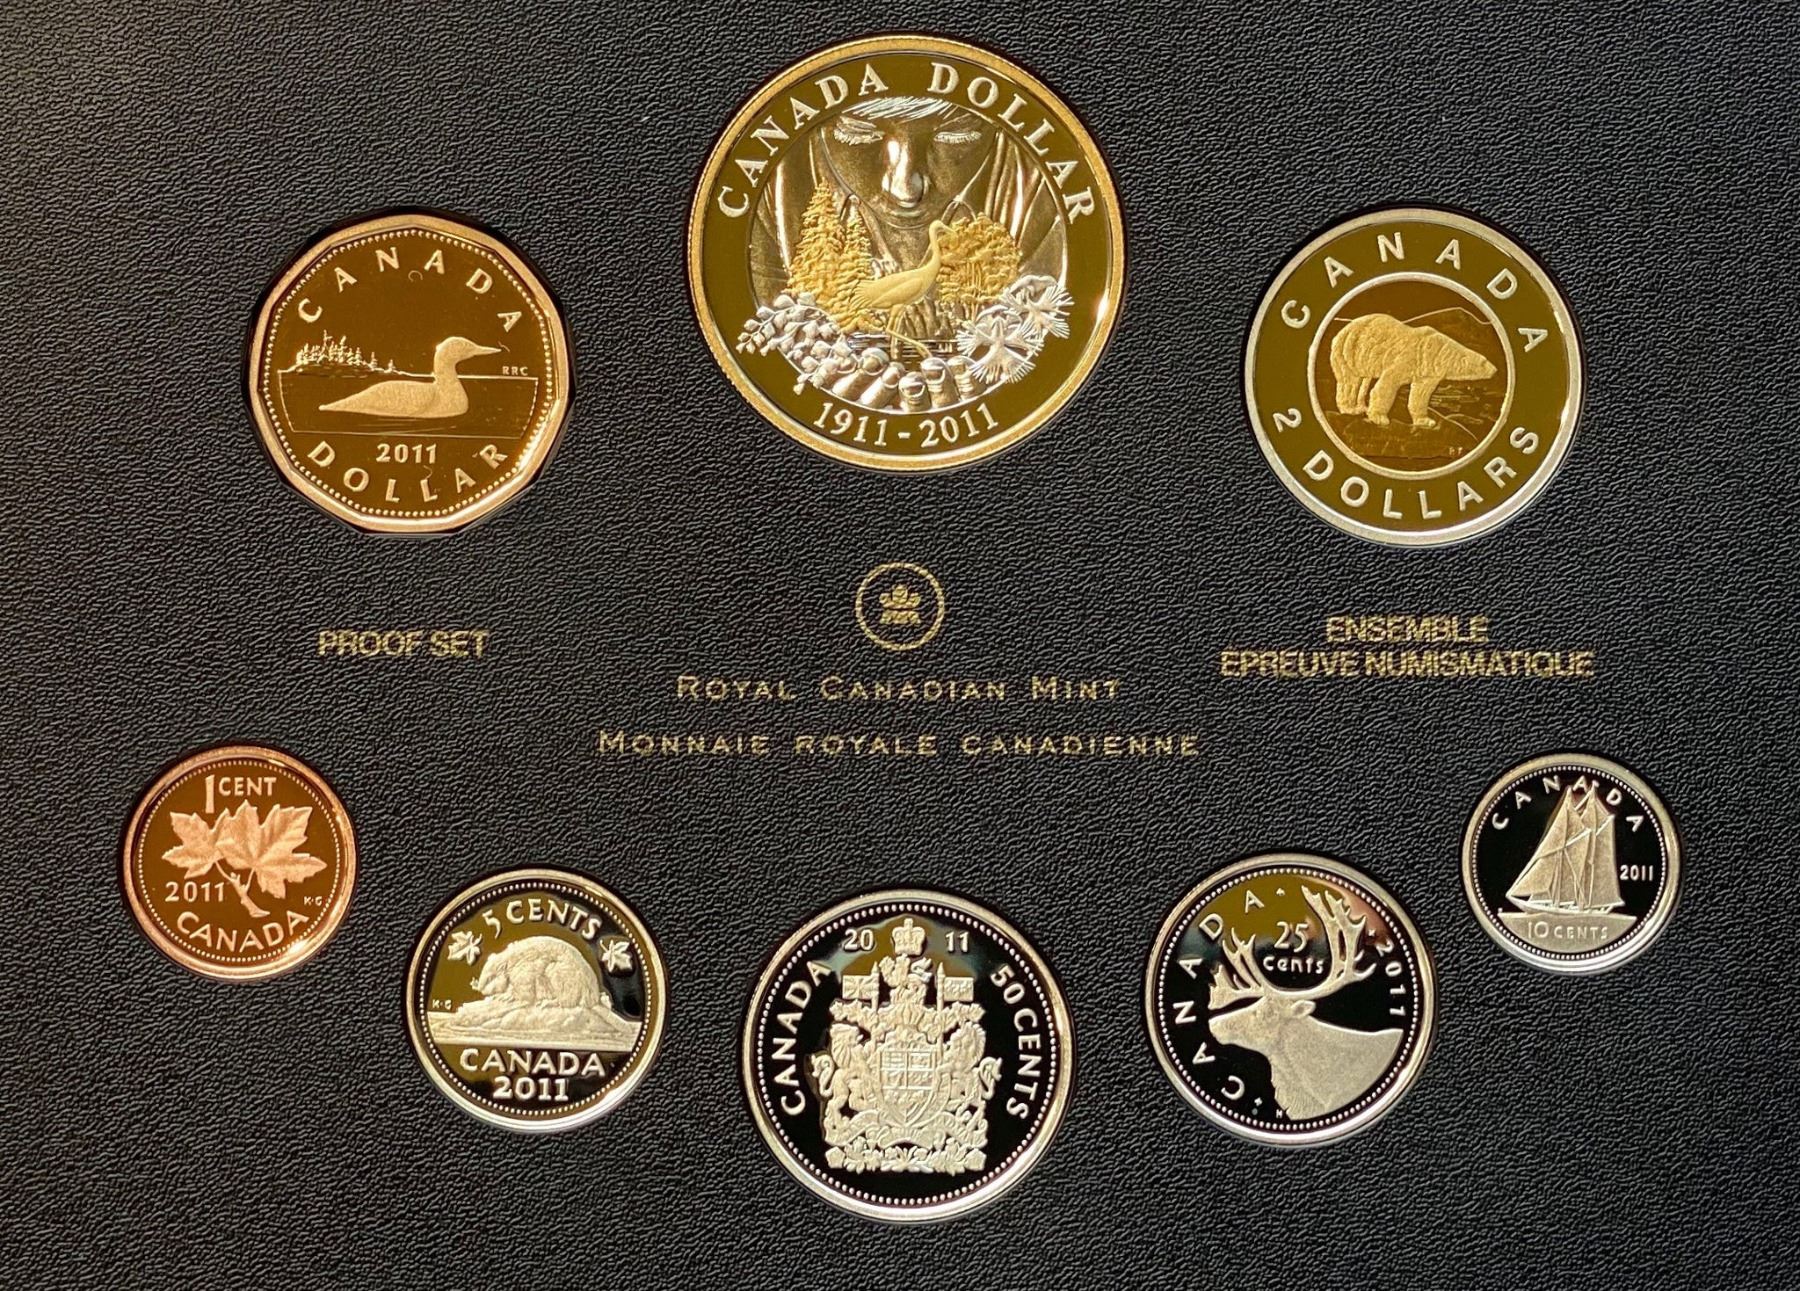 CANADA DOLLAR
1911-2011
CANADA
RRC
2011
DOLLAR
CANADA
2 DOLLARS
PROOF SET
ROYAL CANADIAN MINT
MONNAIE ROYALE CANADIENNE
ENSEMBLE
EPREUVE NUMISMATIQUE
1 CENT
2011
K·G
CANADA
5 CENTS
K·G
CANADA
2011
20 11
CANADA
50 CENTS
CANADA
25
cents
2011
H
CANADA
2011
10 CENTS